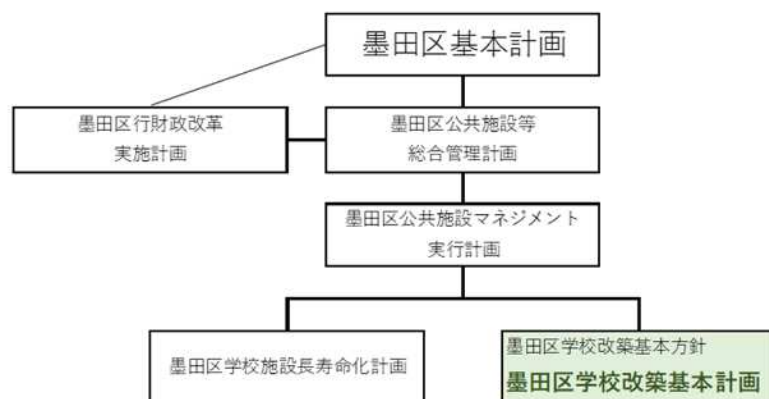 墨田区基本計画
墨田区行財政改革
実施計画
墨田区公共施設等
総合管理計画
墨田区公共施設マネジメント
実行計画
墨田区学校施設長寿命化計画
墨田区学校改築基本方針
墨田区学校改築基本計画